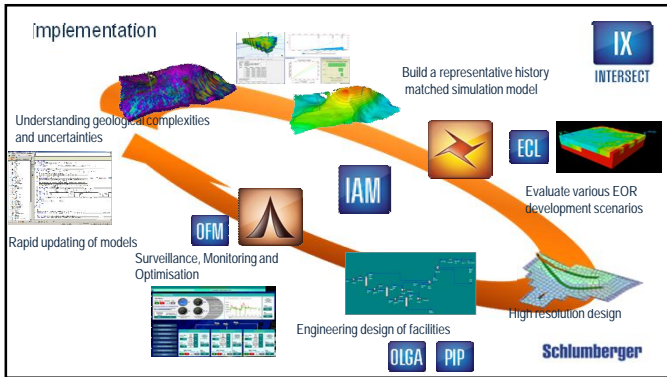 Implementation
IX
INTERSECT
Build a representative history
matched simulation model
Understanding geological complexities
and uncertainties
ECL
IAM
Evaluate various EOR
development scenarios
OFM
Rapid updating of models
Surveillance, Monitoring and
Optimisation
High resolution design
Engineering design of facilities
OLGA
PIP
Schlumberger